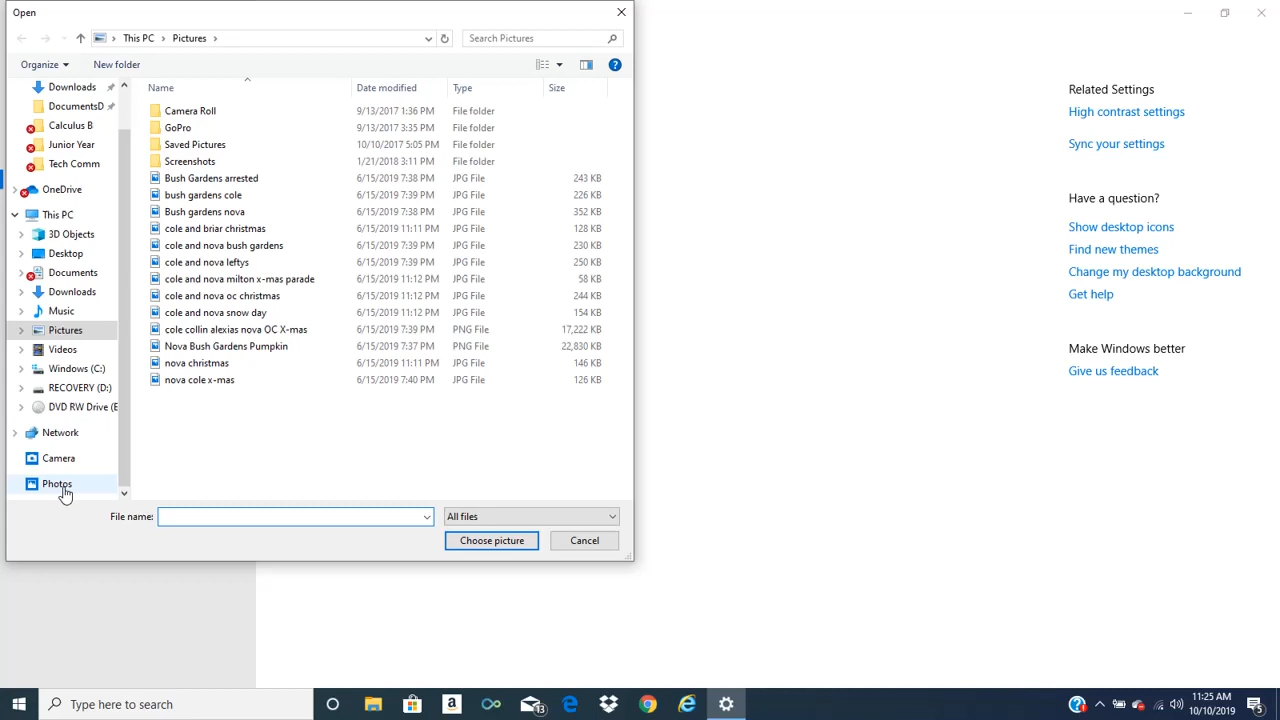 Open
This PC > Pictures >
Search Pictures
Organize
New folder
Downloads
DocumentsD
Calculus B
Junior Year
Tech Comm
OneDrive
This PC
3D Objects
Desktop
Documents
Downloads
Music
Pictures
Videos
Windows (C:)
RECOVERY (D:)
DVD RW Drive (E
Network
Camera
Photos
Name Date modified Type Size
Camera Roll 9/13/2017 1:36 PM File folder
GoPro 9/13/2017 3:35 PM File folder
Saved Pictures 10/10/2017 5:05 PM File folder
Screenshots 1/21/2018 3:11 PM File folder
Bush Gardens arrested 6/15/2019 7:38 PM JPG File 243 KB
bush gardens cole 6/15/2019 7:39 PM JPG File 226 KB
Bush gardens nova 6/15/2019 7:38 PM JPG File 352 KB
cole and briar christmas 6/15/2019 11:11 PM JPG File 128 KB
cole and nova bush gardens 6/15/2019 7:39 PM JPG File 230 KB
cole and nova leftys 6/15/2019 7:39 PM JPG File 250 KB
cole and nova milton x-mas parade 6/15/2019 11:12 PM JPG File 58 KB
cole and nova oc christmas 6/15/2019 11:12 PM JPG File 244 KB
cole and nova snow day 6/15/2019 11:12 PM JPG File 154 KB
cole collin alexias nova OC X-mas 6/15/2019 7:39 PM PNG File 17,222 KB
Nova Bush Gardens Pumpkin 6/15/2019 7:37 PM PNG File 22,830 KB
nova christmas 6/15/2019 11:11 PM JPG File 146 KB
nova cole x-mas 6/15/2019 7:40 PM JPG File 126 KB
File name:
All files
Choose picture
Cancel
Related Settings
High contrast settings
Sync your settings
Have a question?
Show desktop icons
Find new themes
Change my desktop background
Get help
Make Windows better
Give us feedback
Type here to search
13
11:25 AM
10/10/2019
5